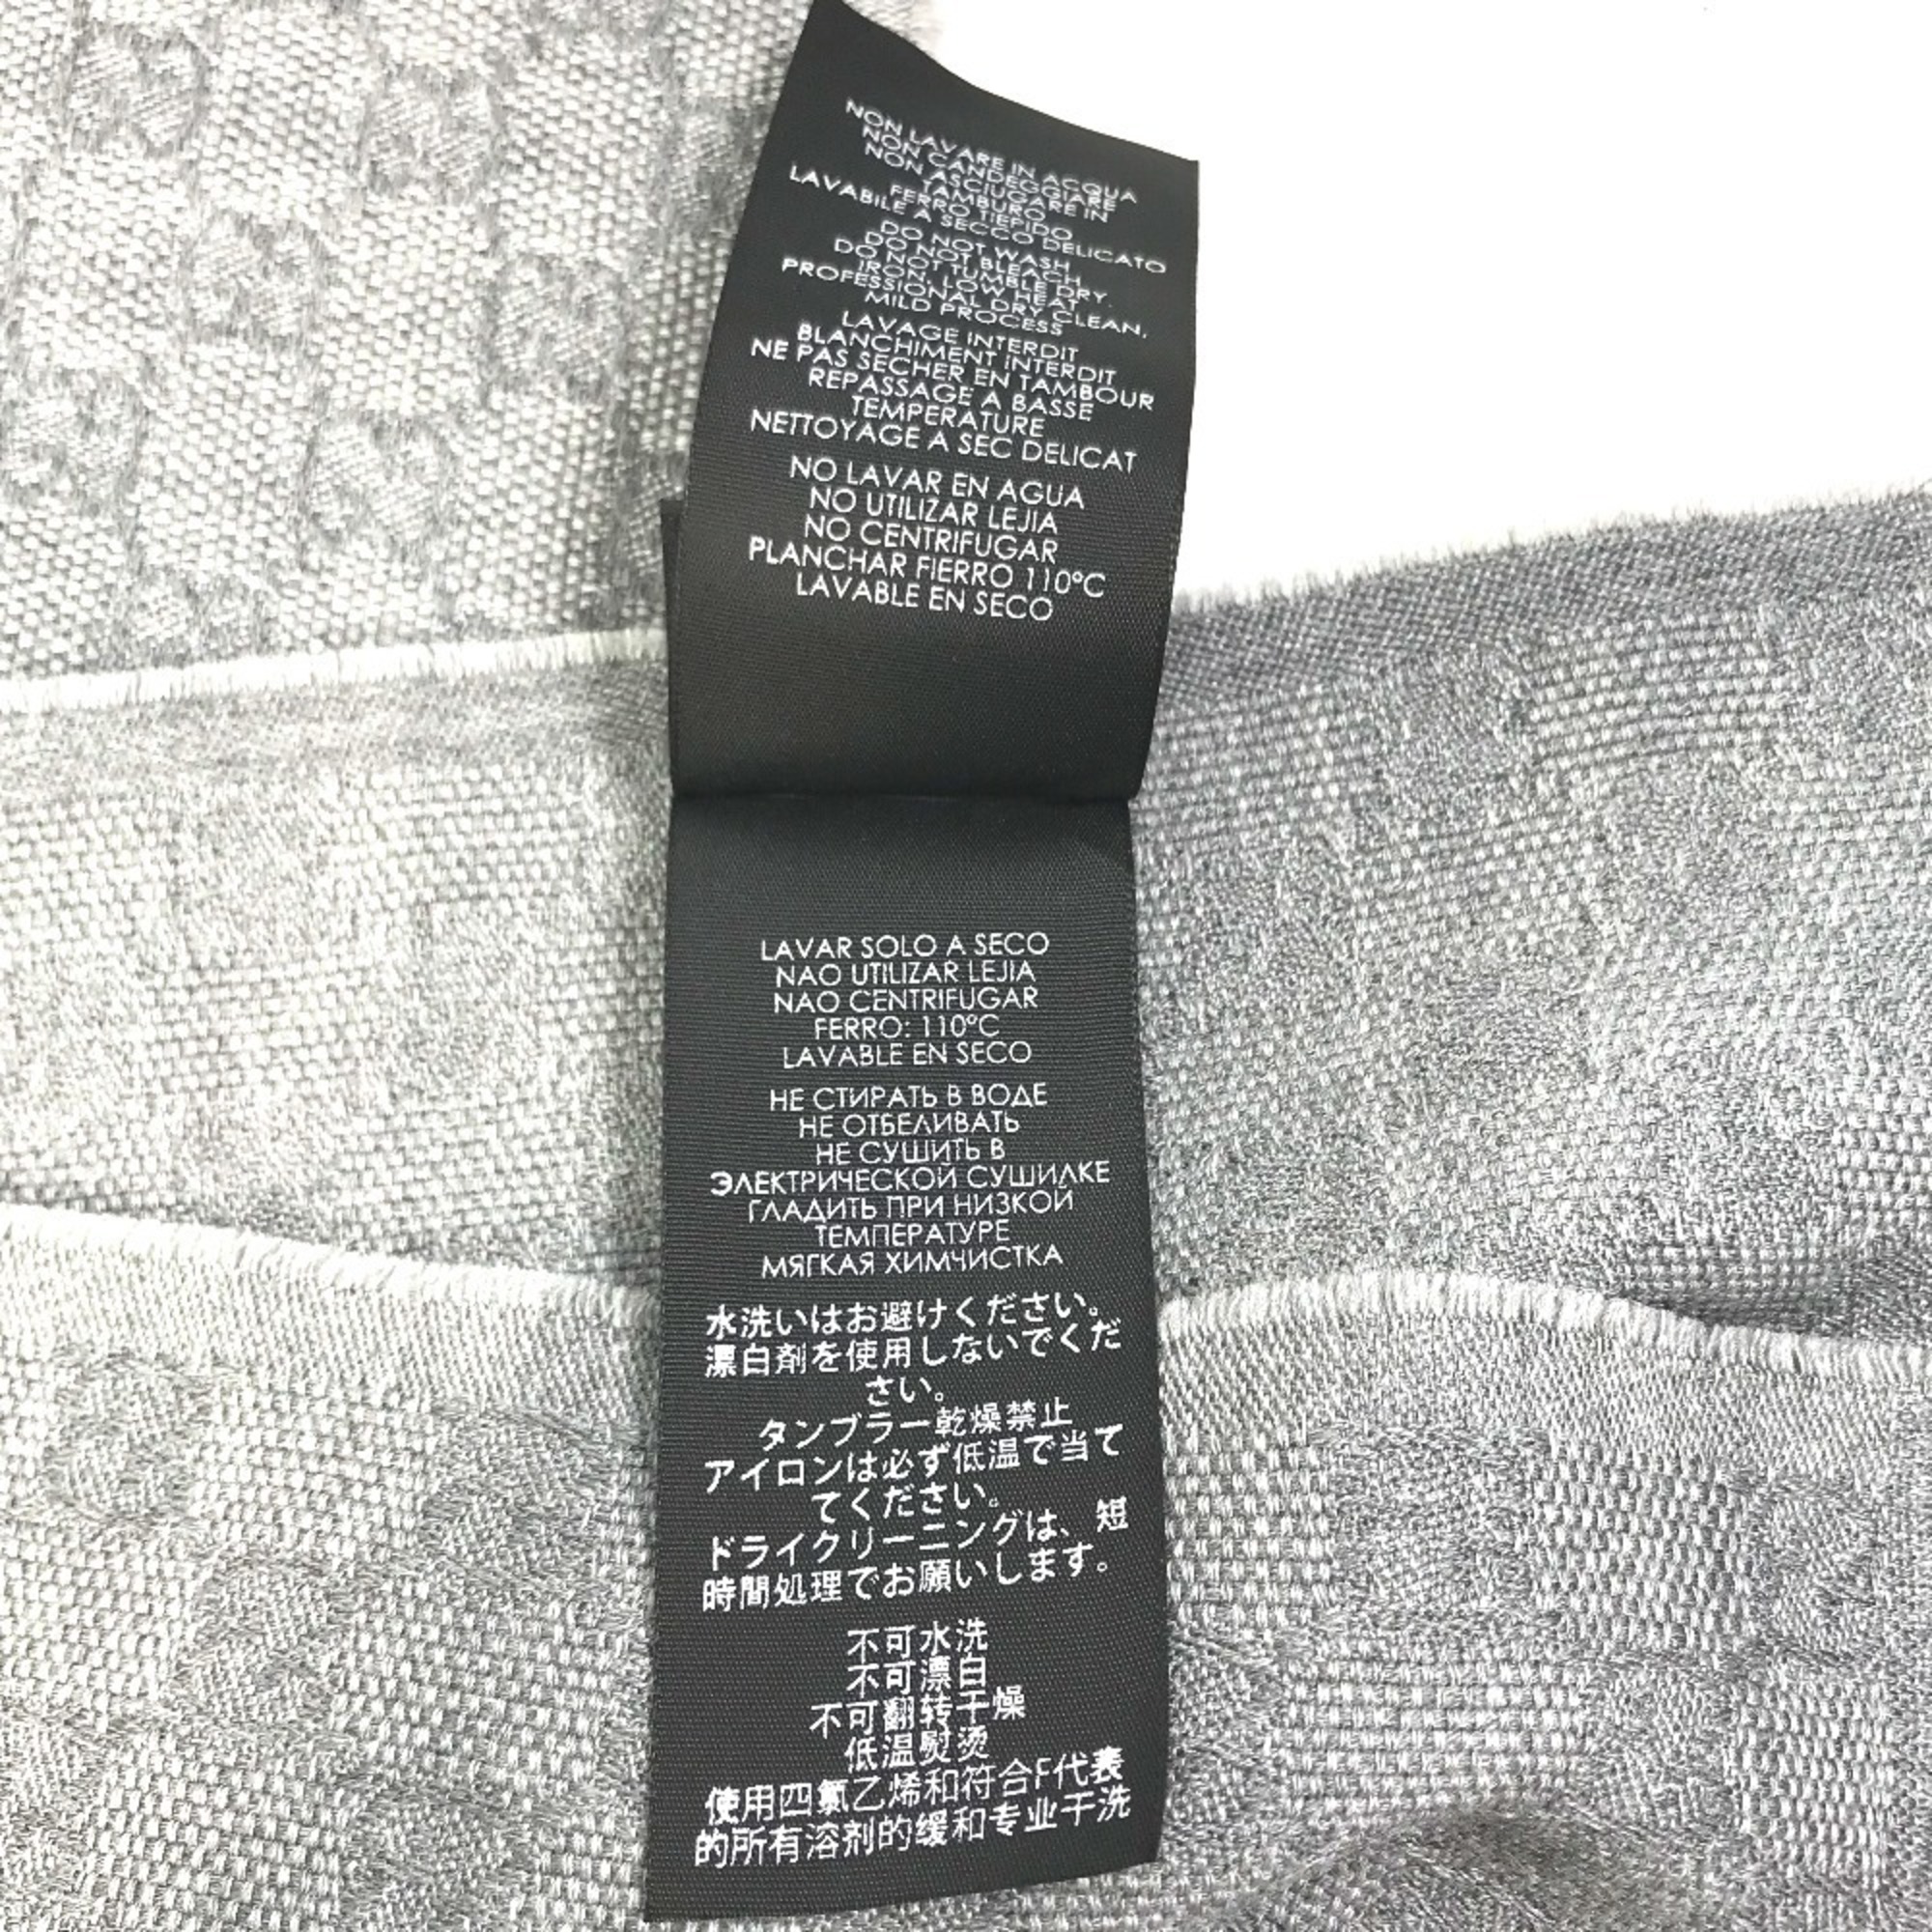 NON LAVARE IN ACQUA
NON CANDEGGIARE
NON ASCIUGARE IN
TAMBURO
FERRO TIEPIDO
LAVABILE A SECCO DELICATO
DO NOT WASH
DO NOT BLEACH.
DO NOT TUMBLE DRY.
IRON, LOW HEAT
PROFESSIONAL DRY CLEAN,
MILD PROCESS
LAVAGE INTERDIT
BLANCHIMENT INTERDIT
NE PAS SECHER EN TAMBOUR
REPASSAGE A BASSE
TEMPERATURE
NETTOYAGE A SEC DELICAT
NO LAVAR EN AGUA
NO UTILIZAR LEJIA
NO CENTRIFUGAR
PLANCHAR FIERRO 110°C
LAVABLE EN SECO
LAVAR SOLO A SECO
NAO UTILIZAR LEJIA
NAO CENTRIFUGAR
FERRO: 110°C
LAVABLE EN SECO
НЕ СТИРАТЬ В ВОДЕ
НЕ ОТБЕЛИВАТЬ
НЕ СУШИТЬ В
ЭЛЕКТРИЧЕСКОЙ СУШИЛКЕ
ГЛАДИТЬ ПРИ НИЗКОЙ
ТЕМПЕРАТУРЕ
МЯГКАЯ ХИМЧИСТКА
水洗いはお避けください。
漂白剤を使用しないでくだ
さい。
タンブラー乾燥禁止
アイロンは必ず低温で当て
てください。
ドライクリーニングは、短
時間処理でお願いします。
不可水洗
不可漂白
不可翻转干燥
低温熨烫
使用四氯乙烯和符合F代表
的所有溶剂的缓和专业干洗